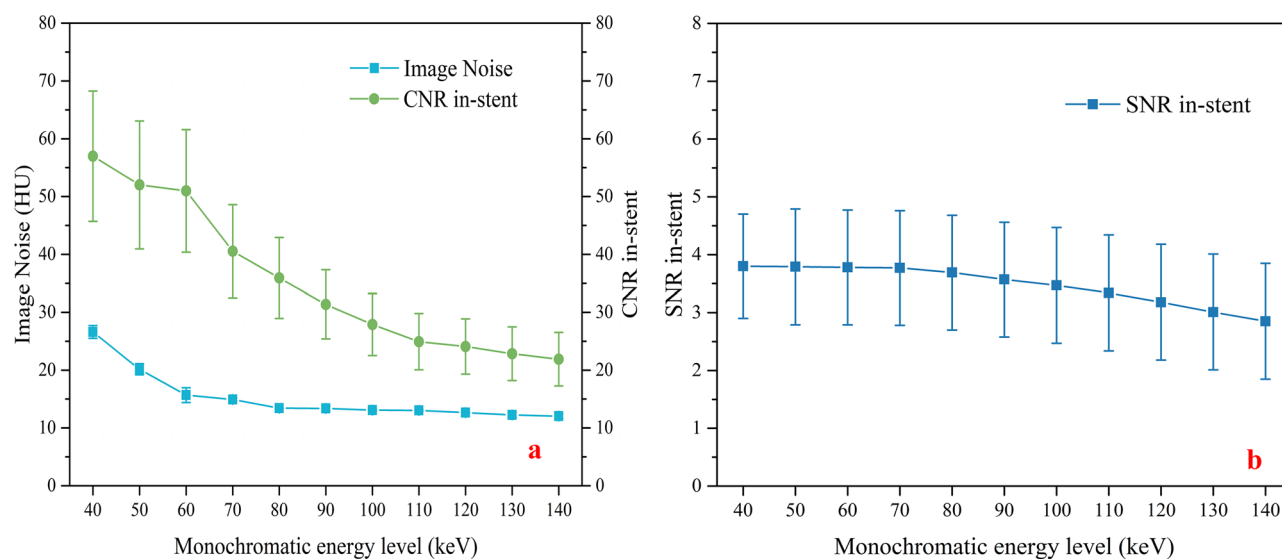 80
70
60
50
40
30
20
10
0
Image Noise (HU)
Image Noise
CNR in-stent
80
70
60
50
40
30
20
10
0
CNR in-stent
a
40 50 60 70 80 90 100 110 120 130 140
Monochromatic energy level (keV)
8
7
6
5
4
3
2
1
0
SNR in-stent
SNR in-stent
b
40 50 60 70 80 90 100 110 120 130 140
Monochromatic energy level (keV)